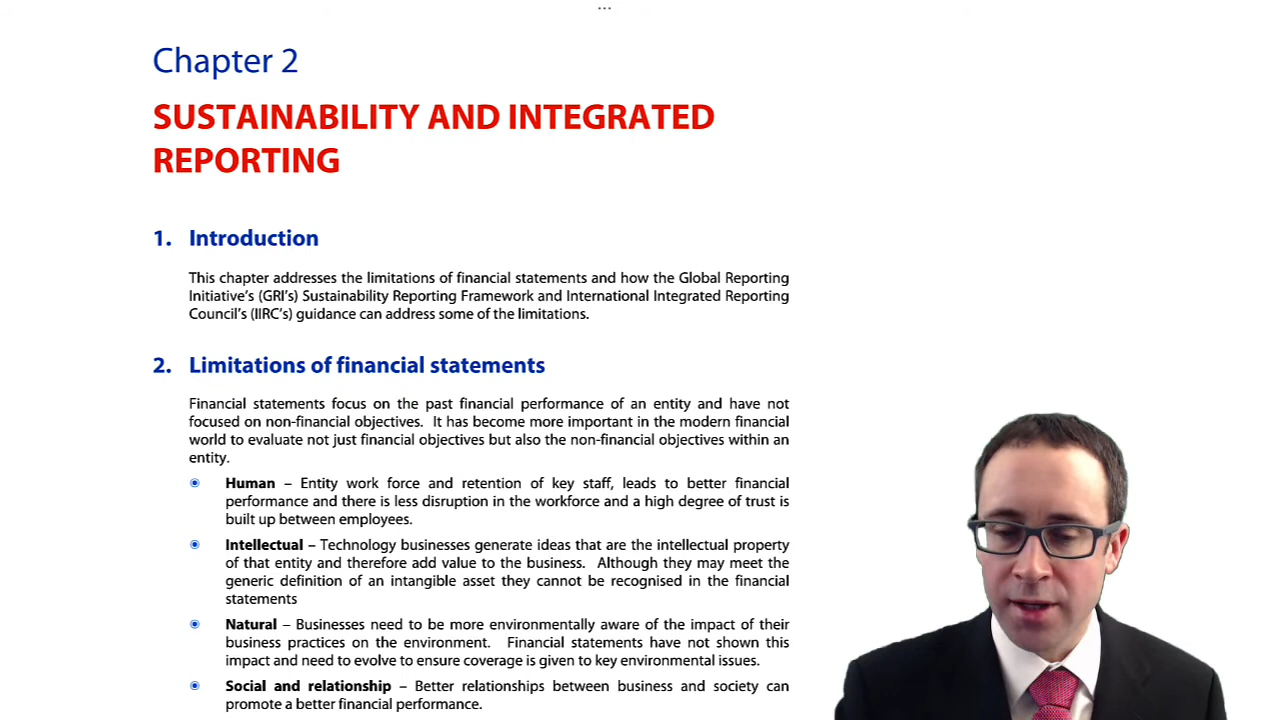 Chapter 2
SUSTAINABILITY AND INTEGRATED
REPORTING
1. Introduction
This chapter addresses the limitations of financial statements and how the Global Reporting
Initiative's (GRI's) Sustainability Reporting Framework and International Integrated Reporting
Council's (IIRC's) guidance can address some of the limitations.
2. Limitations of financial statements
Financial statements focus on the past financial performance of an entity and have not
focused on non-financial objectives. It has become more important in the modern financial
world to evaluate not just financial objectives but also the non-financial objectives within an
entity.
Human – Entity work force and retention of key staff, leads to better financial
performance and there is less disruption in the workforce and a high degree of trust is
built up between employees.
Intellectual – Technology businesses generate ideas that are the intellectual property
of that entity and therefore add value to the business. Although they may meet the
generic definition of an intangible asset they cannot be recognised in the financial
statements
Natural – Businesses need to be more environmentally aware of the impact of their
business practices on the environment. Financial statements have not shown this
impact and need to evolve to ensure coverage is given to key environmental issues.
Social and relationship – Better relationships between business and society can
promote a better financial performance.